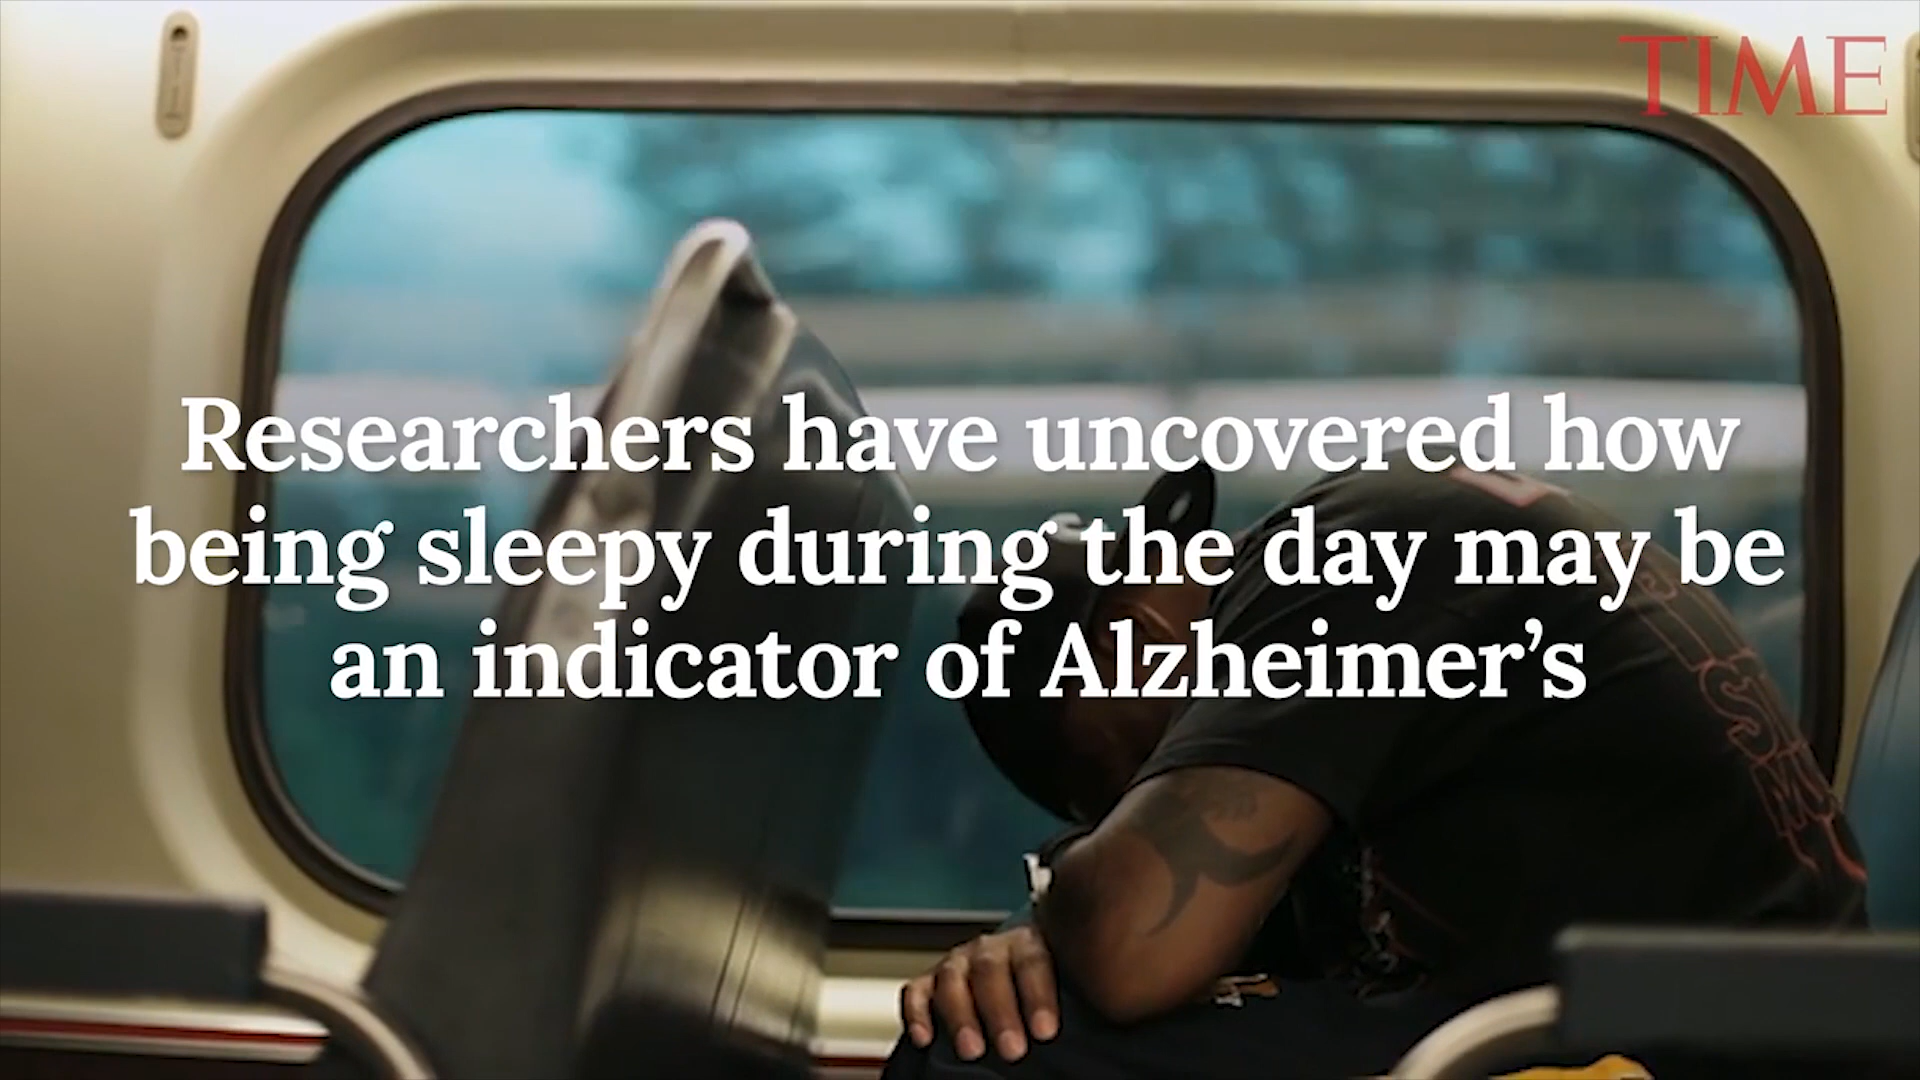 TIME
Researchers have uncovered how
being sleepy during the day may be
an indicator of Alzheimer's